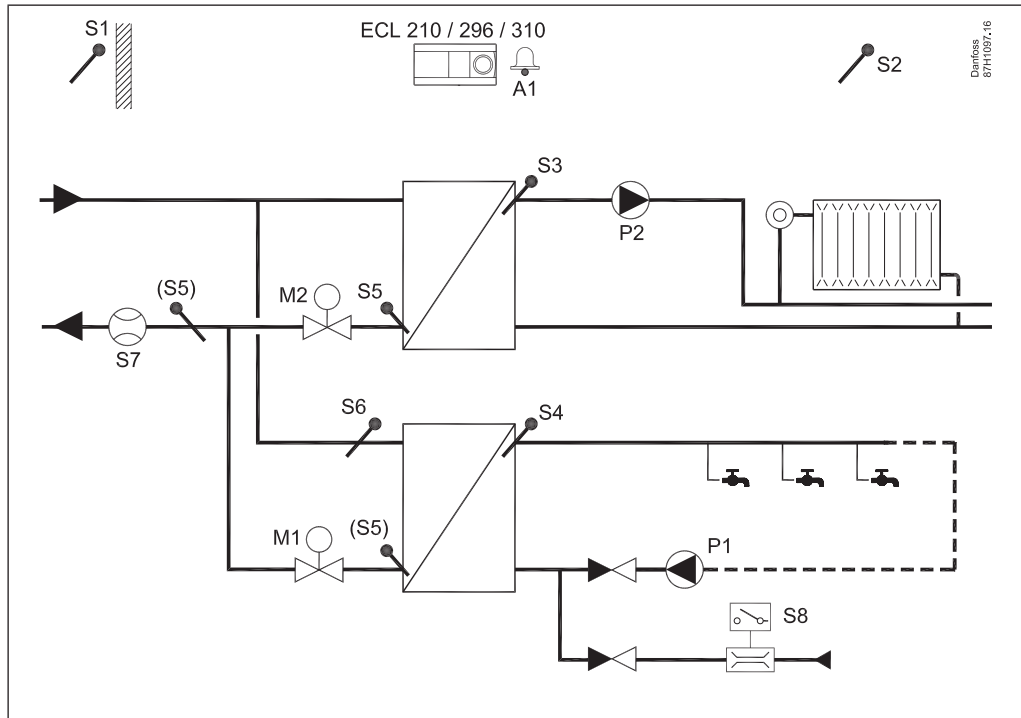 S1
ECL 210 / 296 / 310
A1
S2
Danfoss
87H1097.16
S3
P2
(S5)
M2
S5
S7
S6
S4
M1
(S5)
P1
S8